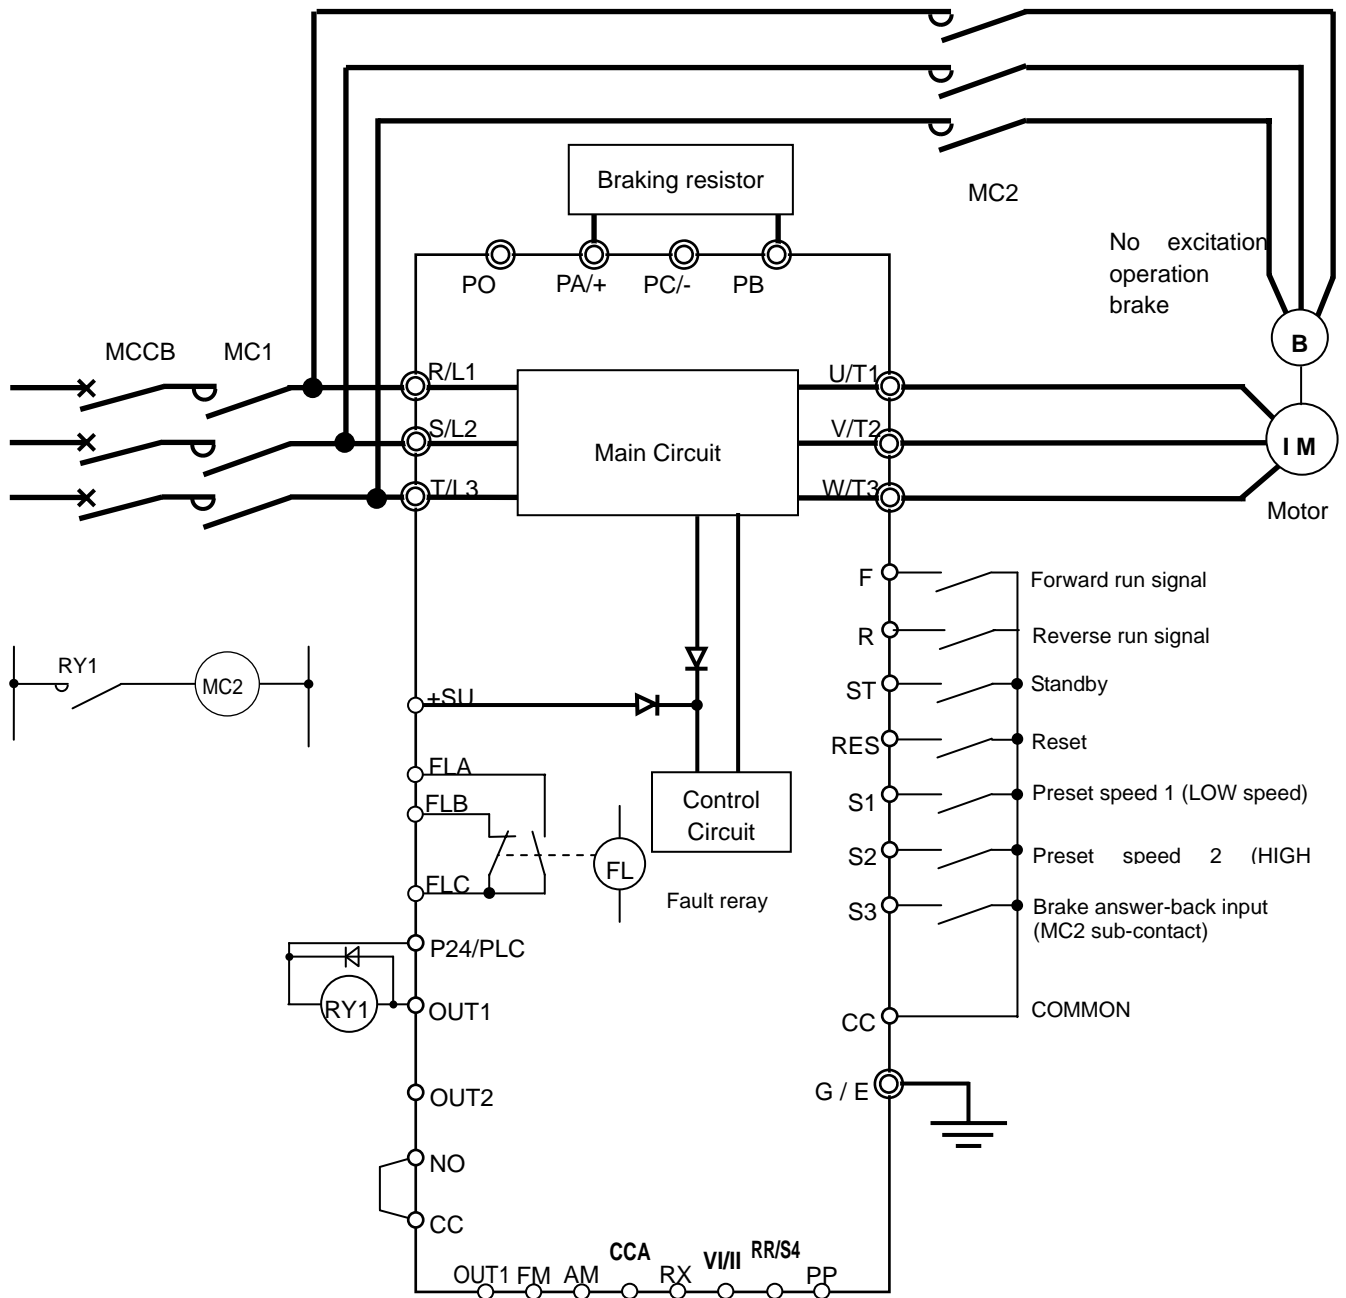 Braking resistor
MC2
No excitation
operation
brake
PO
PA/+
PC/-
PB
MCCB
MC1
B
R/L1
U/T1
S/L2
V/T2
Main Circuit
I M
T/L3
W/T3
Motor
F
Forward run signal
R
Reverse run signal
RY1
MC2
ST
Standby
+SU
RES
Reset
FLA
FLB
Control
Circuit
S1
Preset speed 1 (LOW speed)
S2
Preset speed 2 (HIGH
FL
FLC
Fault reray
S3
Brake answer-back input
(MC2 sub-contact)
P24/PLC
RY1
OUT1
CC
COMMON
OUT2
G / E
NO
CC
OUT1
FM
AM
CCA
RX
VI/II
RR/S4
PP